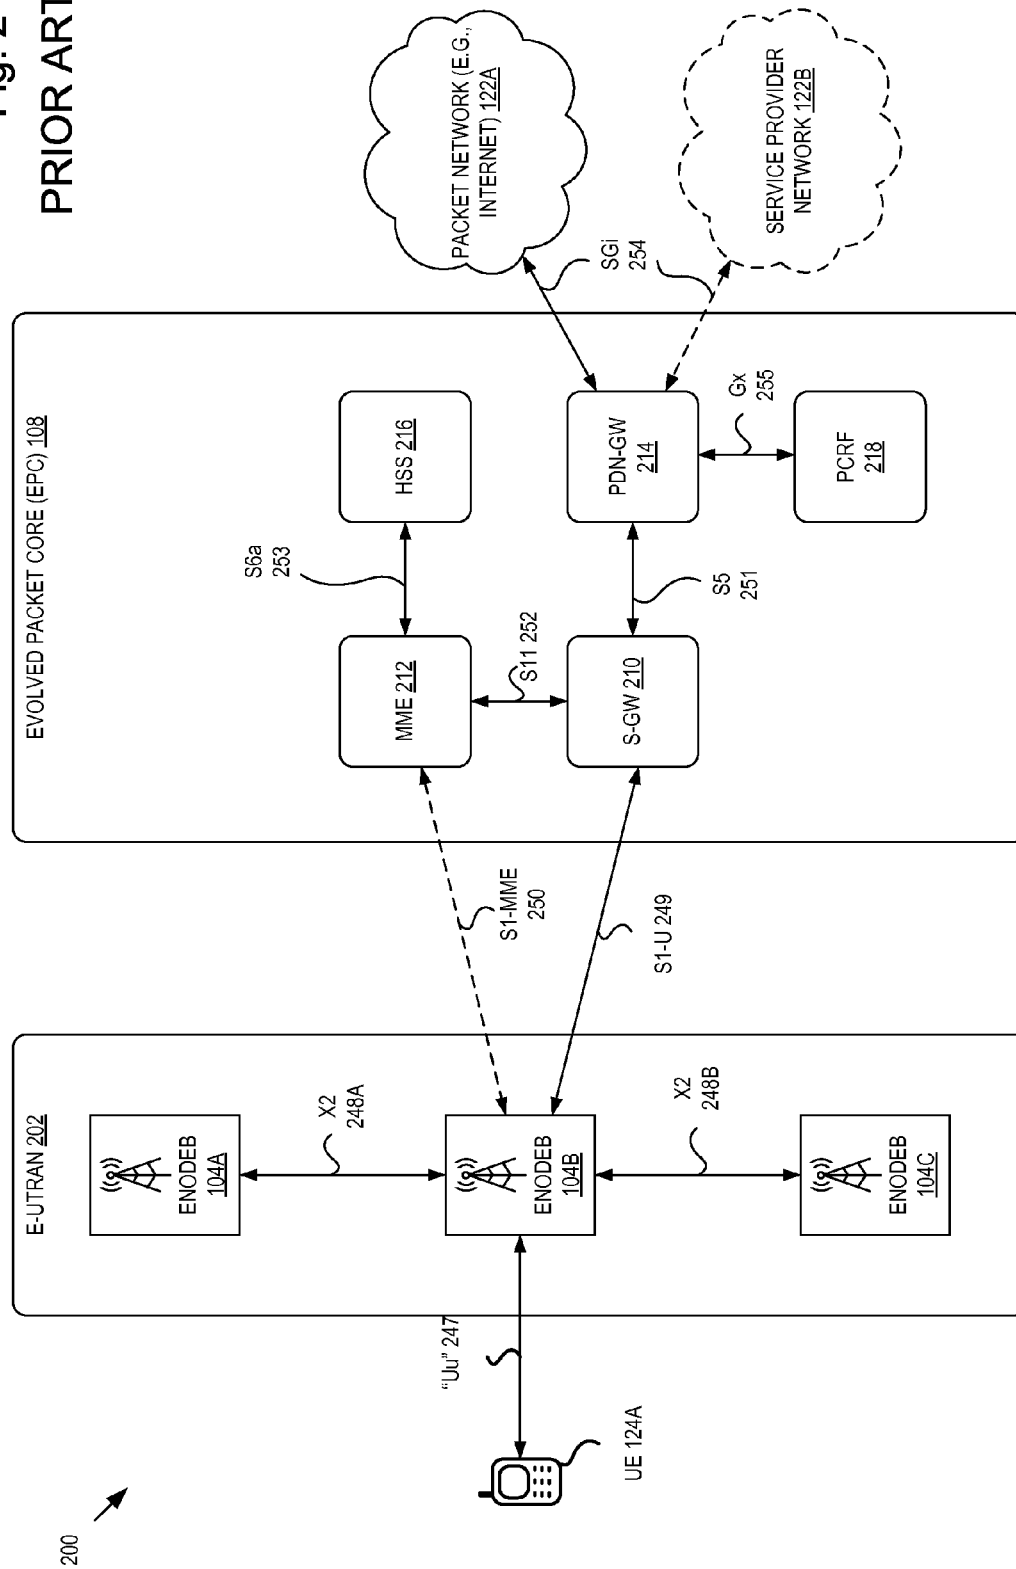 Fig. 2
PRIOR ART
200
EVOLVED PACKET CORE (EPC) 108
E-UTRAN 202
ENODEB
104A
X2
248A
ENODEB
104B
X2
248B
ENODEB
104C
"Uu" 247
UE 124A
S1-MME
250
S1-U 249
MME 212
S11 252
S-GW 210
S6a
253
HSS 216
S5
251
PDN-GW
214
Gx
255
PCRF
218
SGi
254
PACKET NETWORK (E.G.,
INTERNET) 122A
SERVICE PROVIDER
NETWORK 122B